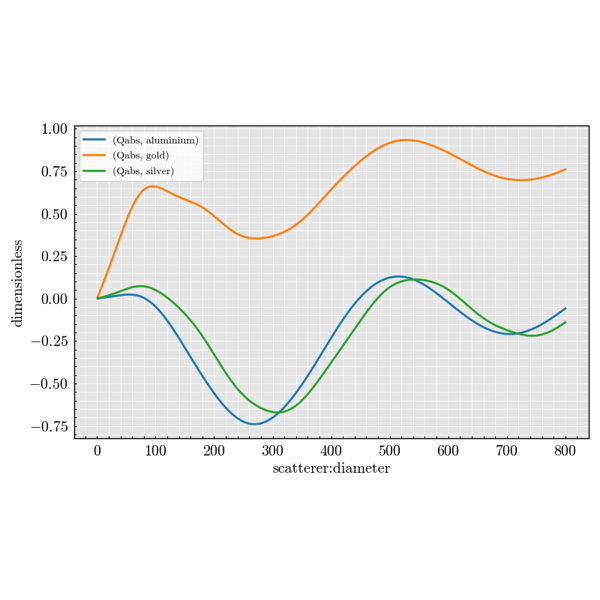 1.00
0.75
0.50
0.25
0.00
−0.25
−0.50
−0.75
dimensionless
(Qabs, aluminium)
(Qabs, gold)
(Qabs, silver)
0 100 200 300 400 500 600 700 800
scatterer:diameter